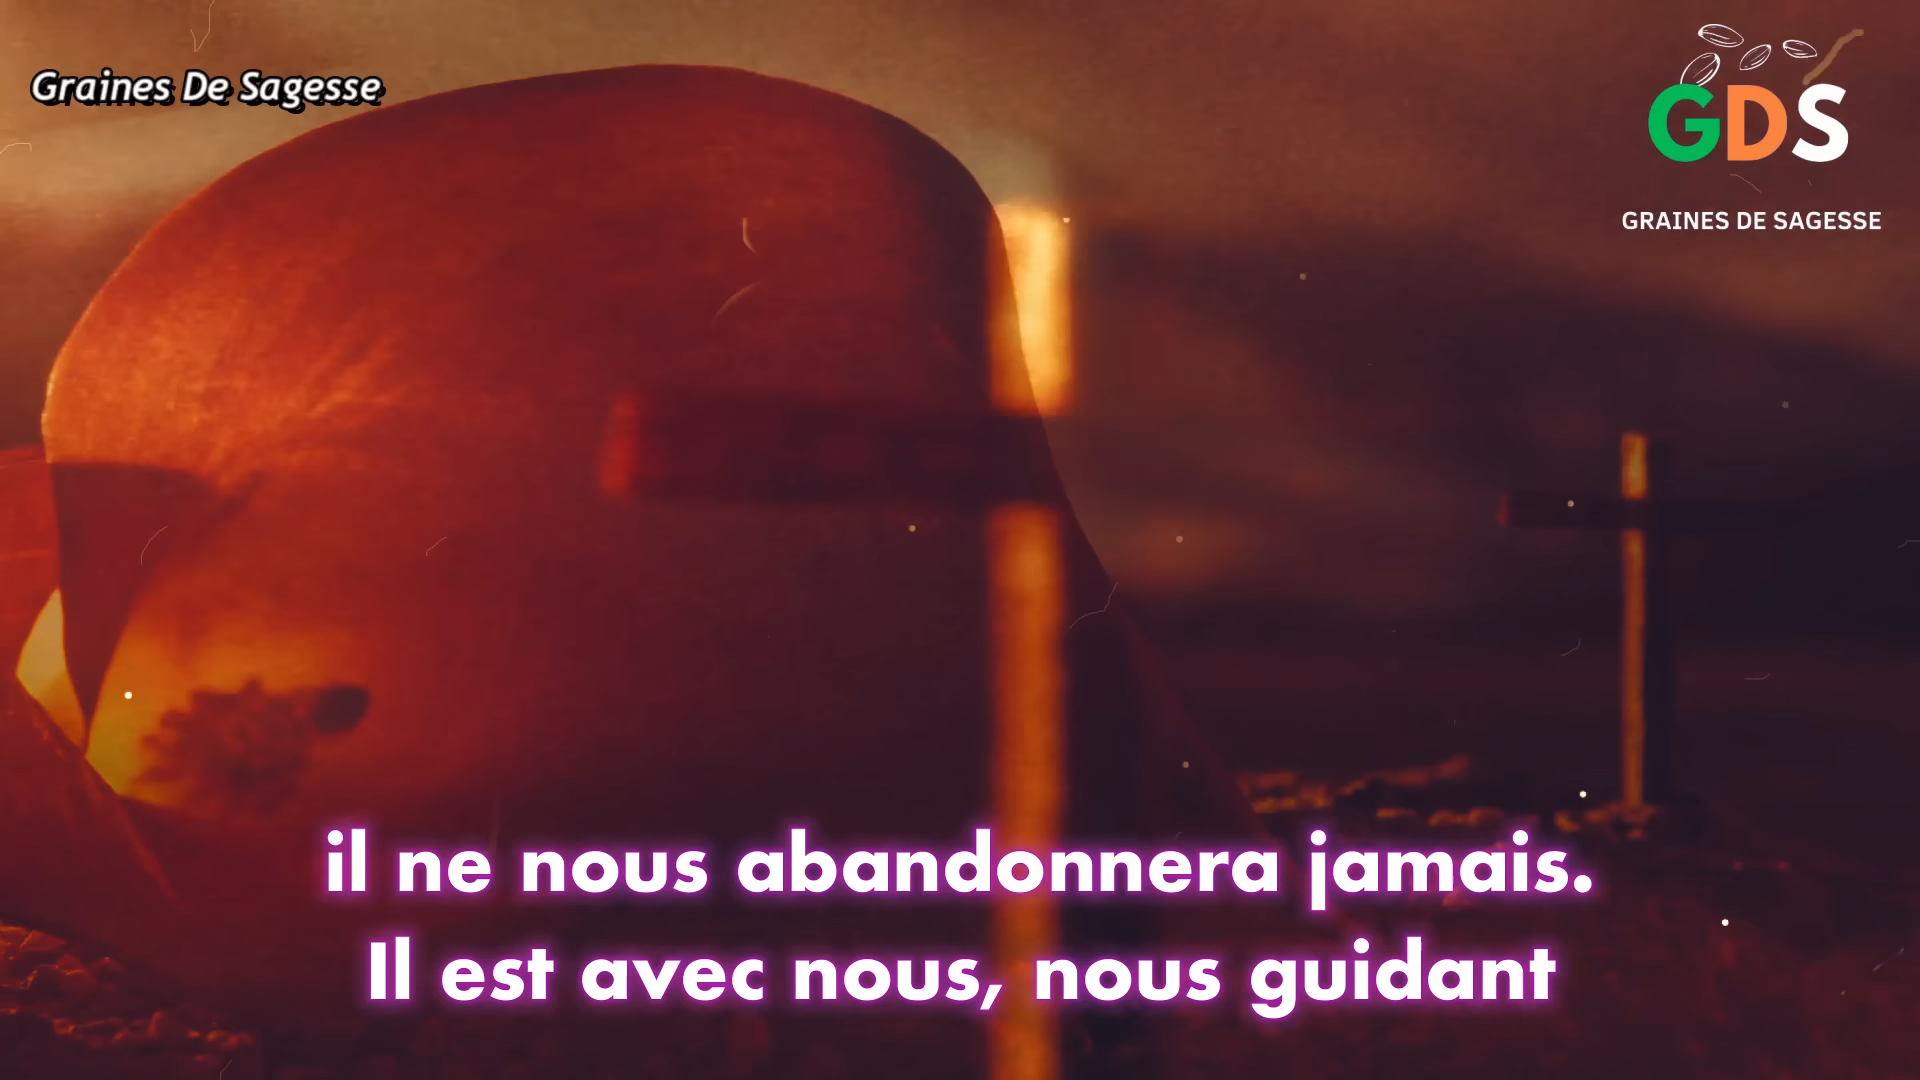 Graines De Sagesse
GDS
GRAINES DE SAGESSE
il ne nous abandonnera jamais.
Il est avec nous, nous guidant